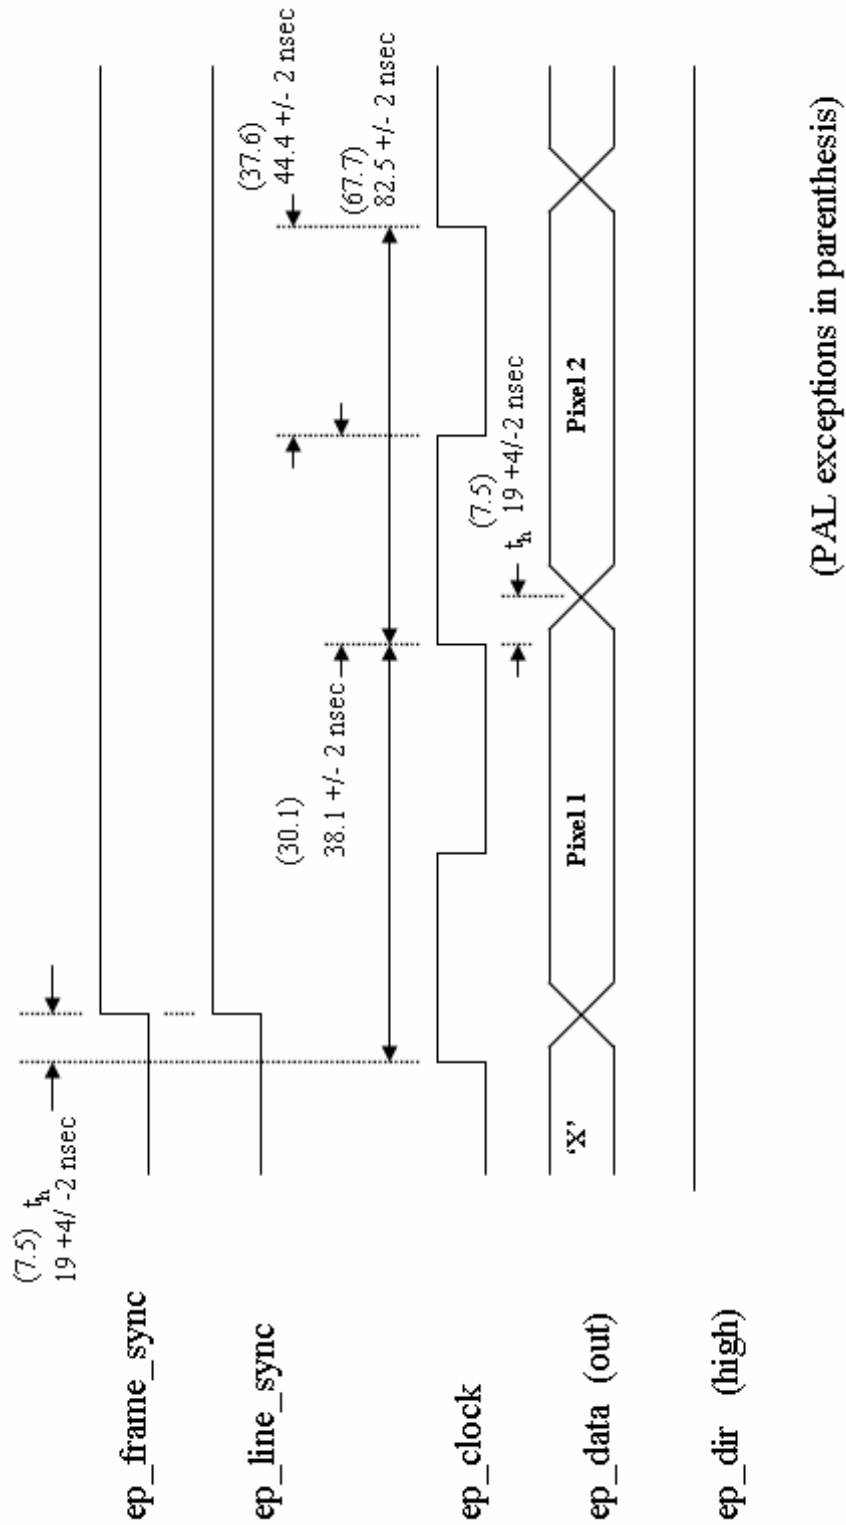 (7.5) tₕ
19 +4/ -2 nsec
ep_frame_sync
ep_line_sync
(37.6)
44.4 +/- 2 nsec
(30.1)
38.1 +/- 2 nsec
(67.7)
82.5 +/- 2 nsec
ep_clock
(7.5)
tₕ 19 +4/-2 nsec
ep_data (out)
‘X’
Pixel 1
Pixel 2
ep_dir (high)
(PAL exceptions in parenthesis)